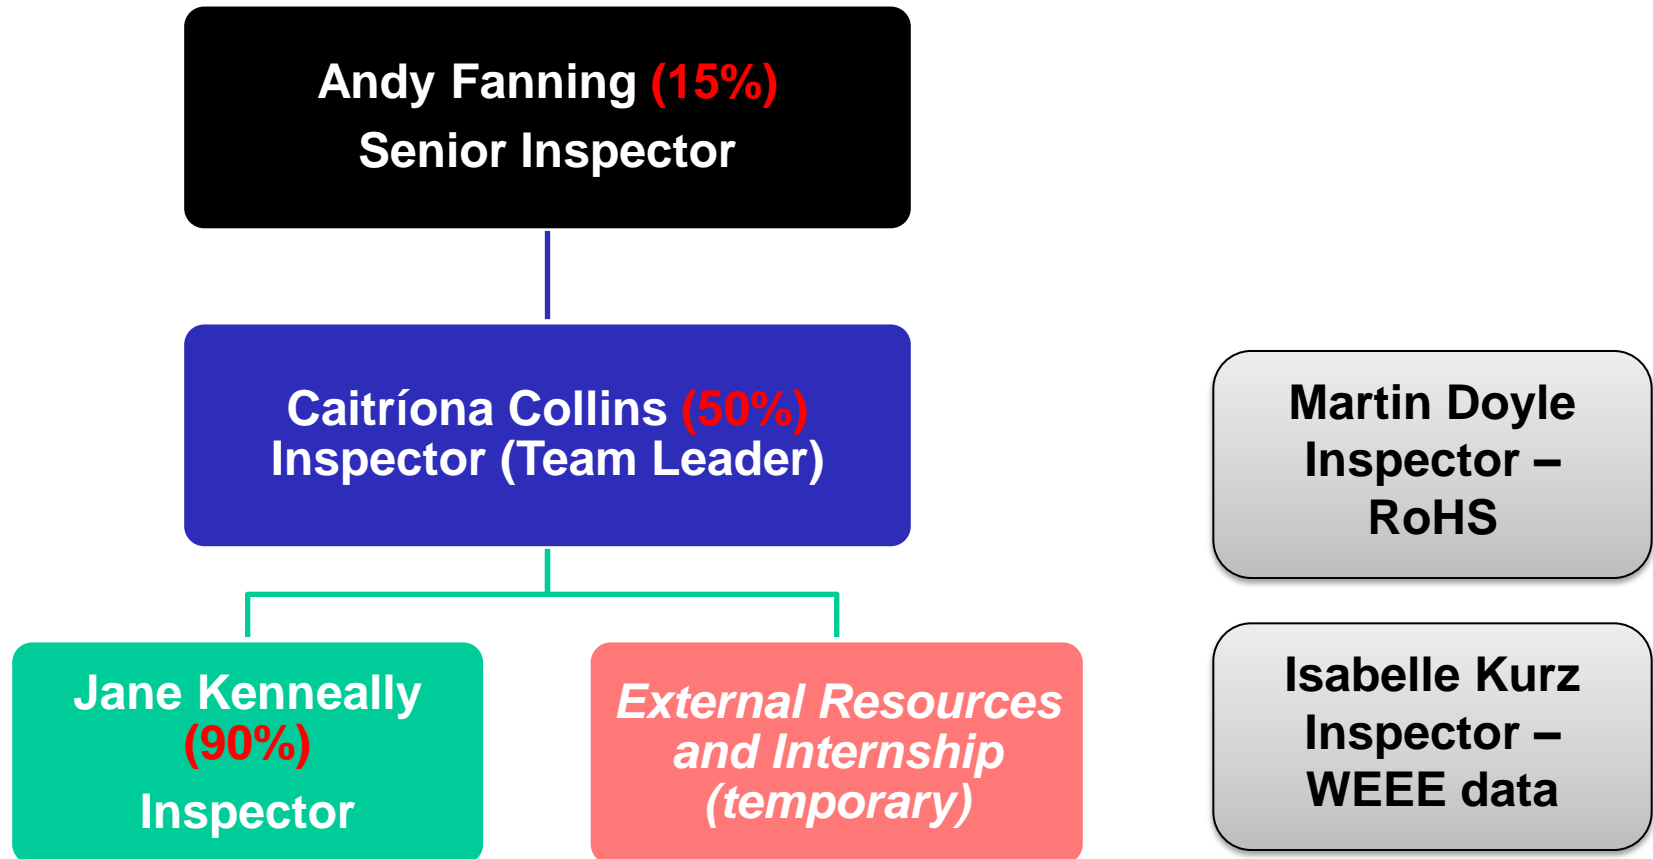 Andy Fanning (15%)
Senior Inspector
Caitríona Collins (50%)
Inspector (Team Leader)
Jane Kenneally
(90%)
Inspector
External Resources
and Internship
(temporary)
Martin Doyle
Inspector –
RoHS
Isabelle Kurz
Inspector –
WEEE data